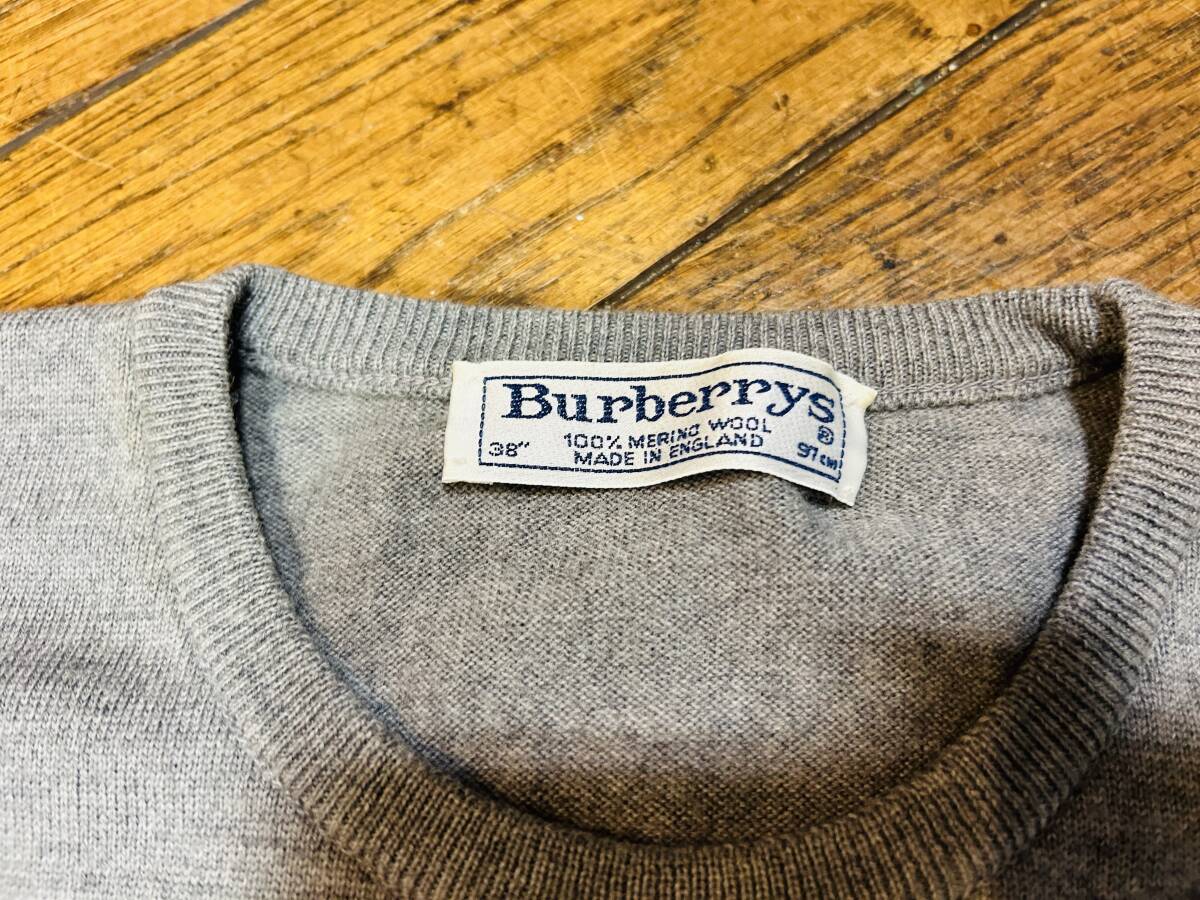 Burberrys®
100% MERINO WOOL
38" MADE IN ENGLAND 97CM